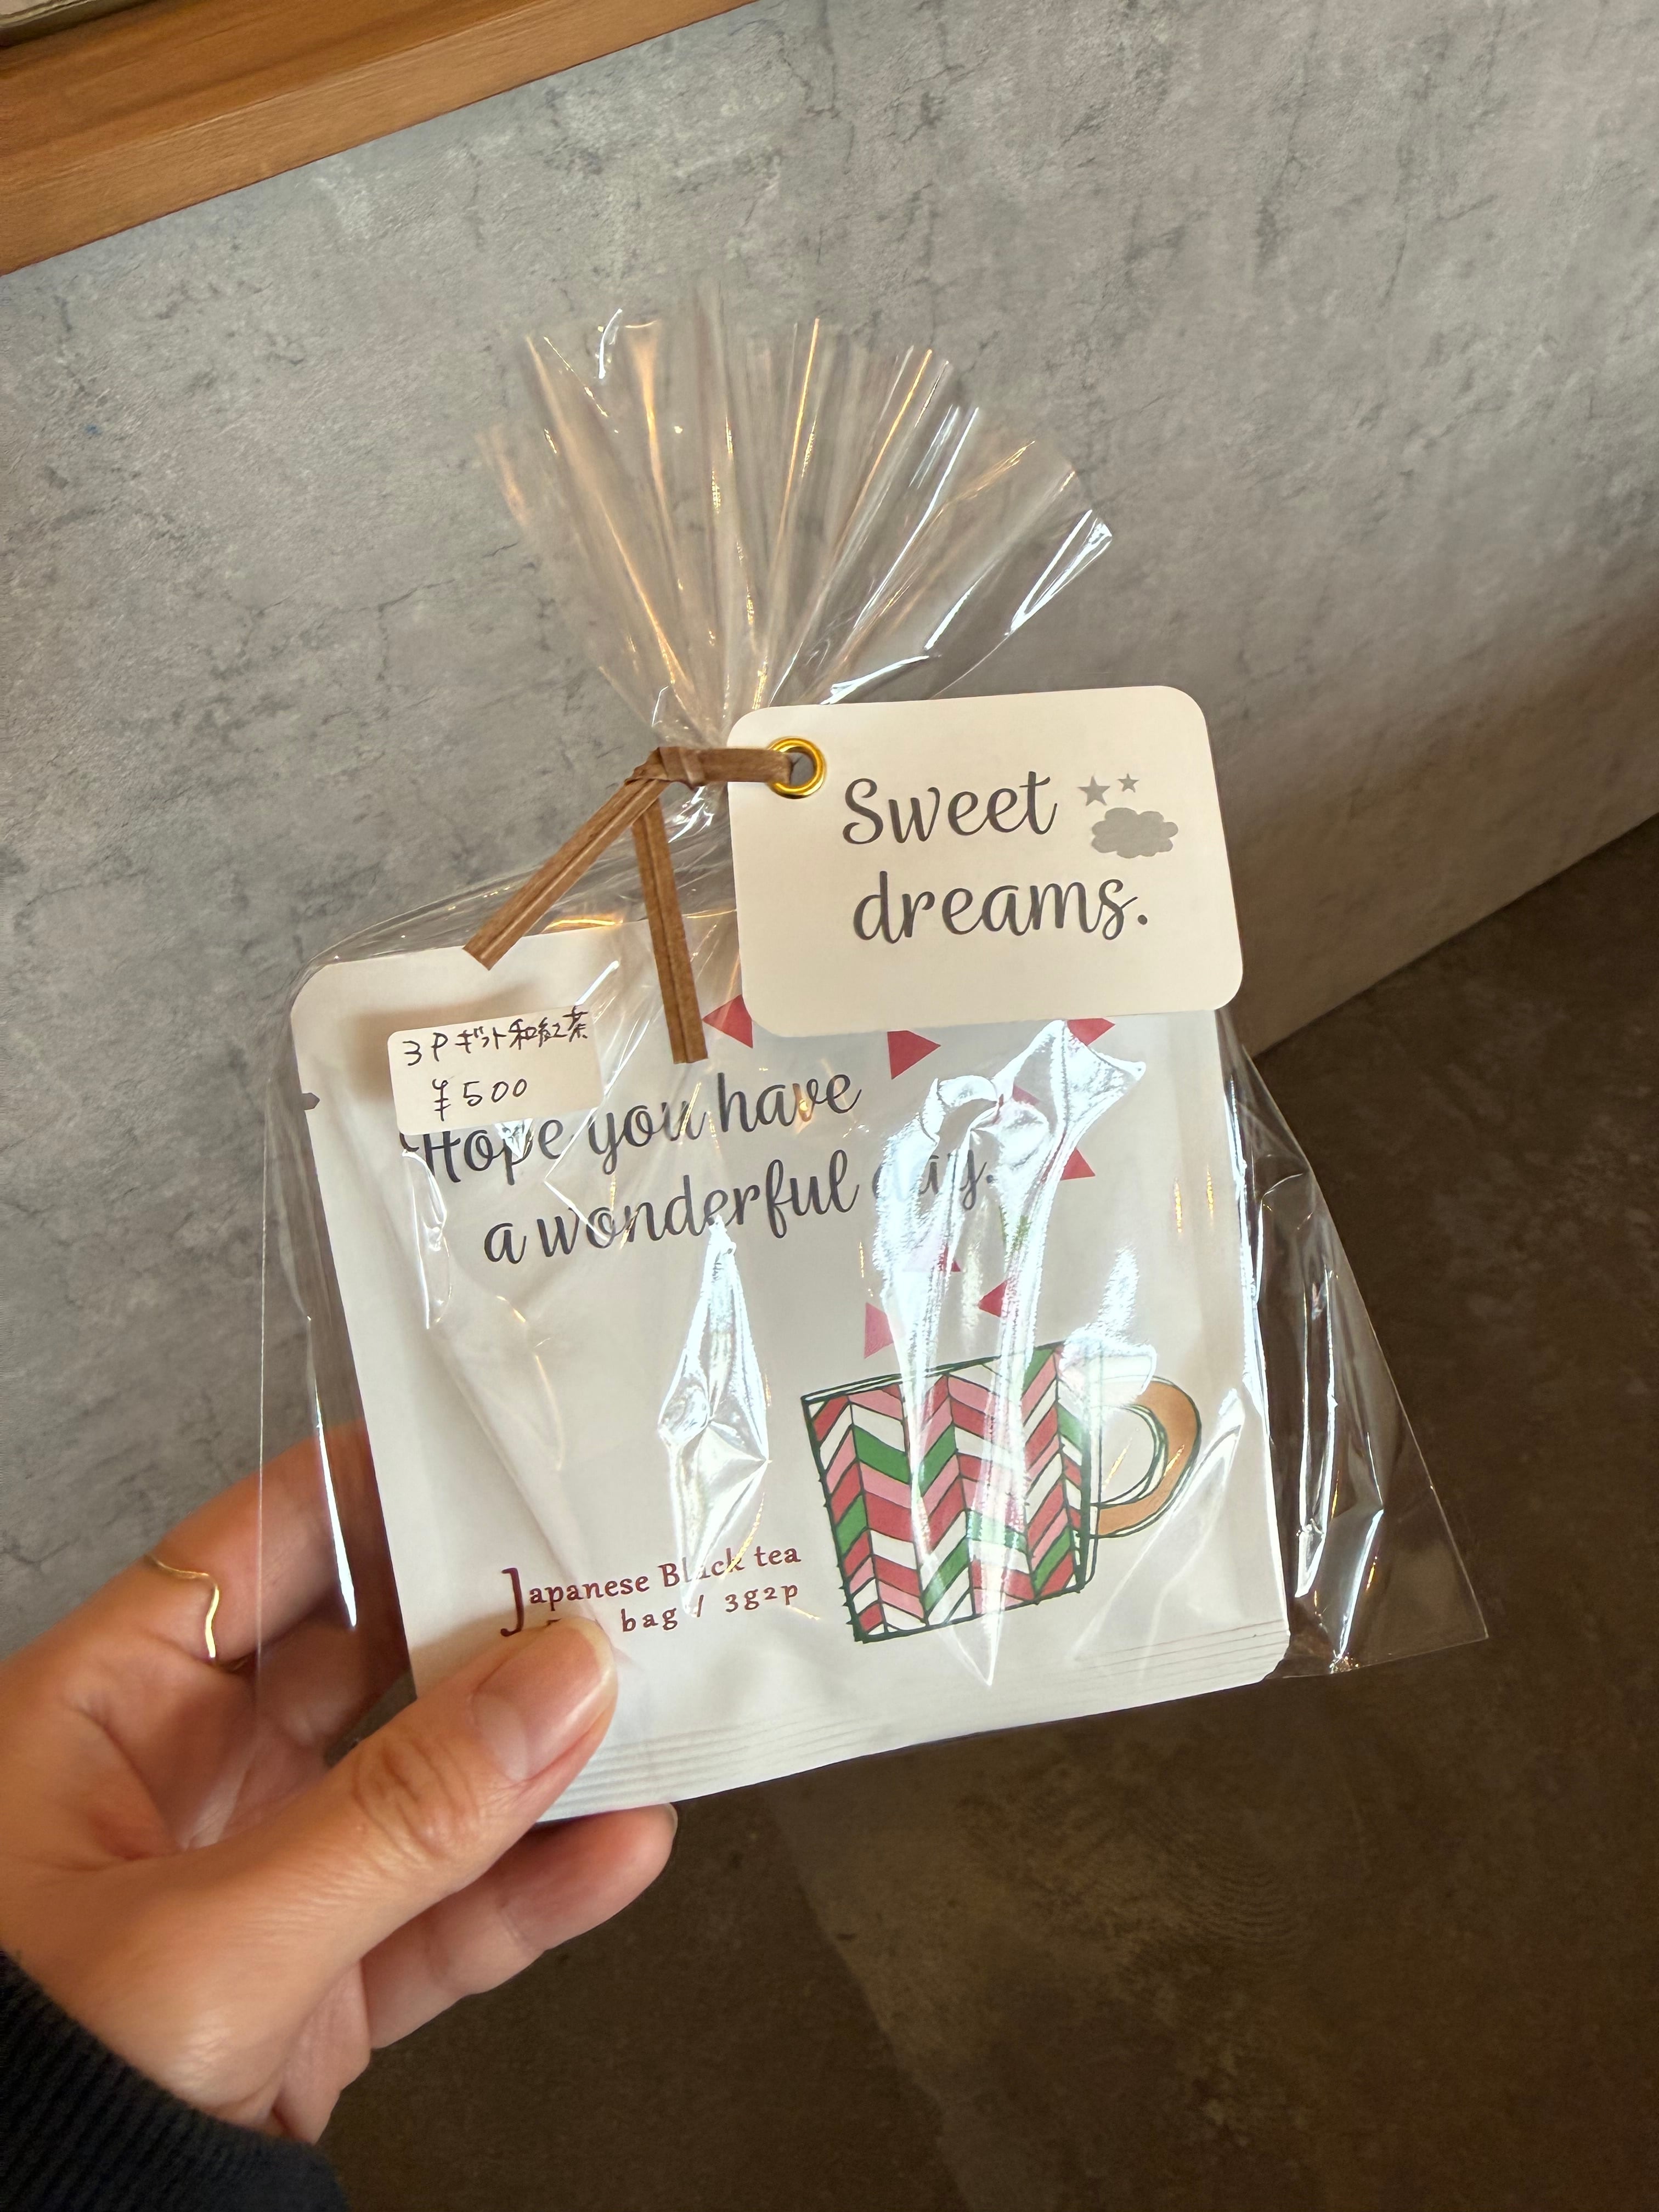 Sweet
dreams.
3Pギフト和紅茶
¥500
Hope you have
a wonderful day.
Japanese Black tea
bag / 3g2p